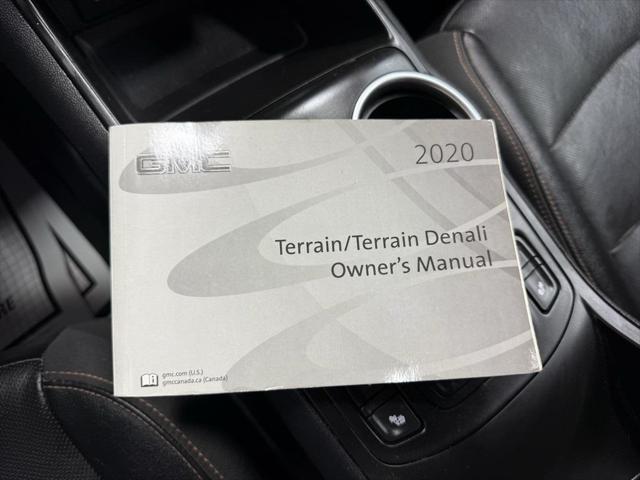 GMC
2020
Terrain/Terrain Denali
Owner's Manual
gmc.com (U.S.)
gmccanada.ca (Canada)